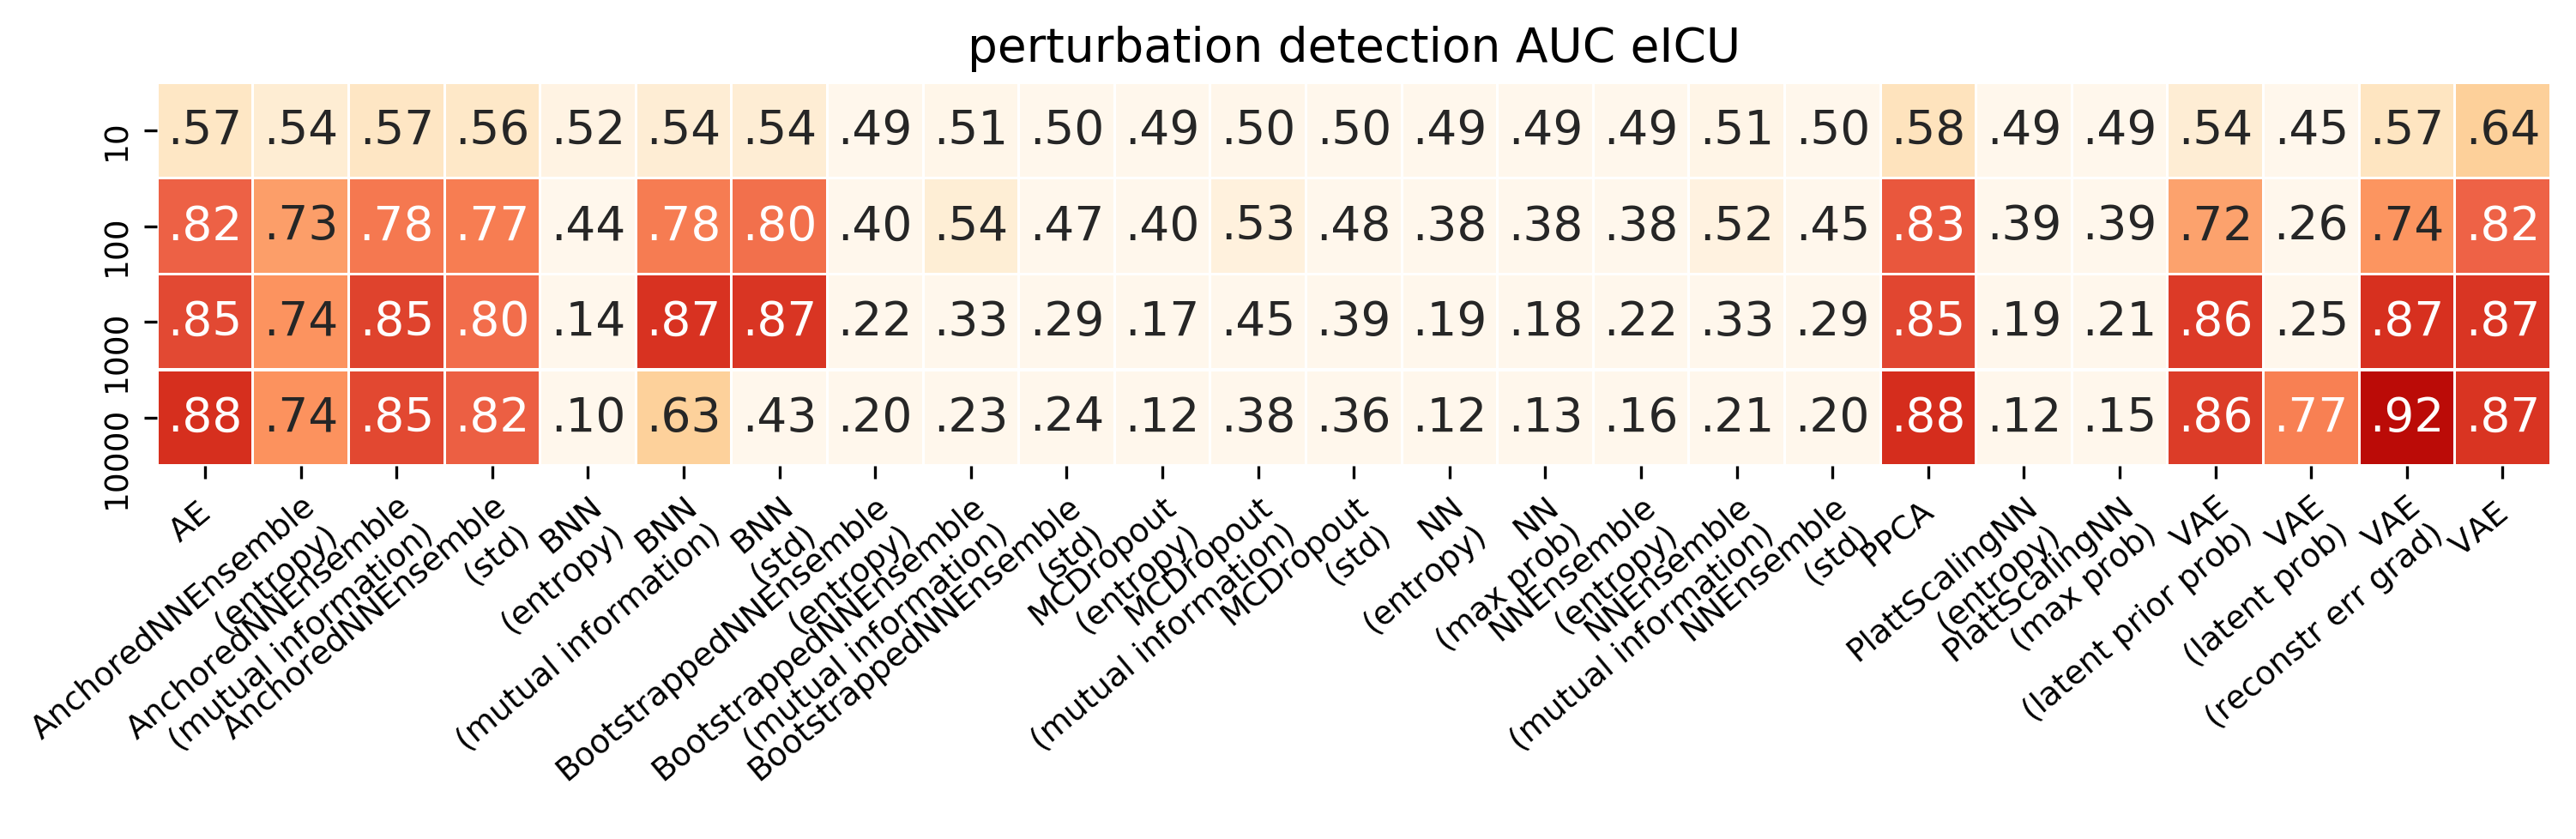 perturbation detection AUC eICU
10 .57 .54 .57 .56 .52 .54 .54 .49 .51 .50 .49 .50 .50 .49 .49 .49 .51 .50 .58 .49 .49 .54 .45 .57 .64
100 .82 .73 .78 .77 .44 .78 .80 .40 .54 .47 .40 .53 .48 .38 .38 .38 .52 .45 .83 .39 .39 .72 .26 .74 .82
1000 .85 .74 .85 .80 .14 .87 .87 .22 .33 .29 .17 .45 .39 .19 .18 .22 .33 .29 .85 .19 .21 .86 .25 .87 .87
10000 .88 .74 .85 .82 .10 .63 .43 .20 .23 .24 .12 .38 .36 .12 .13 .16 .21 .20 .88 .12 .15 .86 .77 .92 .87
AE
AnchoredNNEnsemble
(entropy)
AnchoredNNEnsemble
(mutual information)
AnchoredNNEnsemble
(std)
BNN
(entropy)
BNN
(mutual information)
BNN
(std)
BootstrappedNNEnsemble
(entropy)
BootstrappedNNEnsemble
(mutual information)
BootstrappedNNEnsemble
(std)
MCDropout
(entropy)
MCDropout
(mutual information)
MCDropout
(std)
NN
(entropy)
NN
(max prob)
NNEnsemble
(entropy)
NNEnsemble
(mutual information)
NNEnsemble
(std)
PPCA
PlattScalingNN
(entropy)
PlattScalingNN
(max prob)
VAE
(latent prior prob)
VAE
(latent prob)
VAE
(reconstr err grad)
VAE